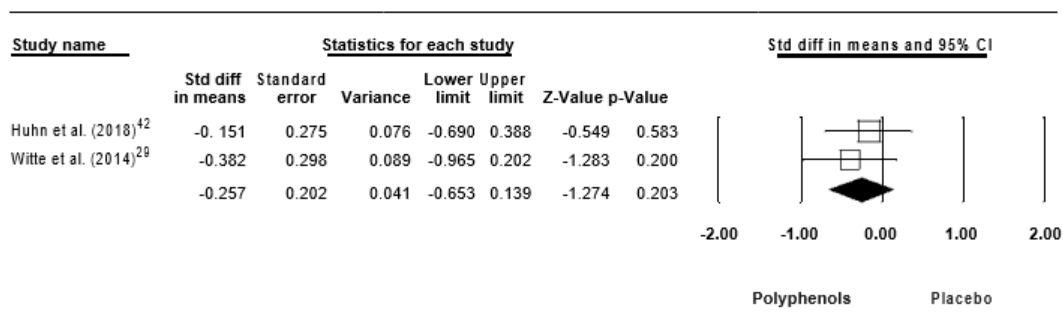 Study name Statistics for each study Std diff in means and 95% CI
Std diff Standard Lower Upper
in means error Variance limit limit Z-Value p-Value
Huhn et al. (2018)42 -0. 151 0.275 0.076 -0.690 0.388 -0.549 0.583
Witte et al. (2014)29 -0.382 0.298 0.089 -0.965 0.202 -1.283 0.200
-0.257 0.202 0.041 -0.653 0.139 -1.274 0.203
-2.00 -1.00 0.00 1.00 2.00
Polyphenols Placebo